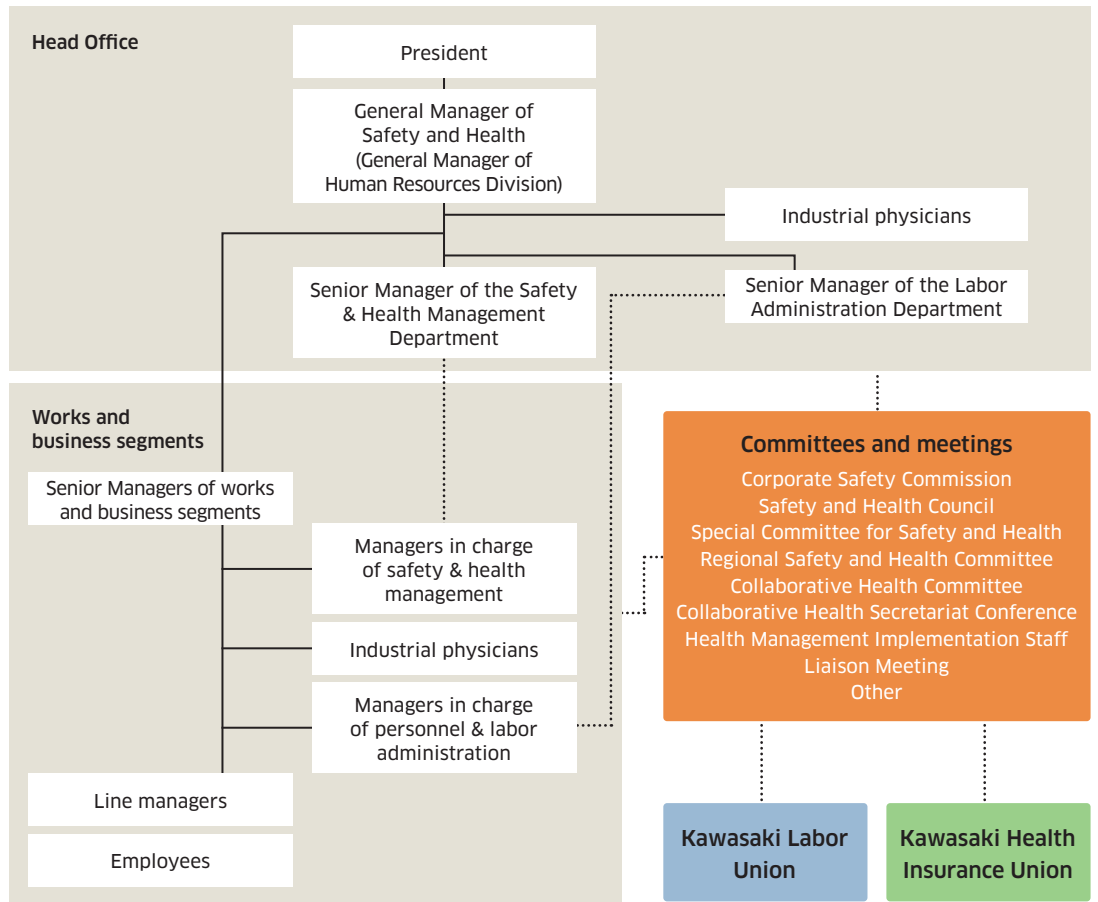 Head Office
President
General Manager of
Safety and Health
(General Manager of
Human Resources Division)
Industrial physicians
Senior Manager of the Safety
& Health Management
Department
Senior Manager of the Labor
Administration Department
Works and
business segments
Senior Managers of works
and business segments
Managers in charge
of safety & health
management
Industrial physicians
Managers in charge
of personnel & labor
administration
Line managers
Employees
Committees and meetings
Corporate Safety Commission
Safety and Health Council
Special Committee for Safety and Health
Regional Safety and Health Committee
Collaborative Health Committee
Collaborative Health Secretariat Conference
Health Management Implementation Staff
Liaison Meeting
Other
Kawasaki Labor
Union
Kawasaki Health
Insurance Union